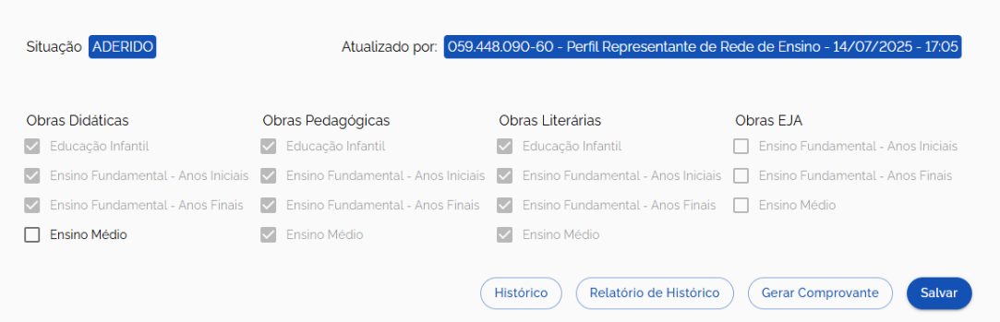 Situação ADERIDO Atualizado por: 059.448.090-60 - Perfil Representante de Rede de Ensino - 14/07/2025 - 17:05
Obras Didáticas Obras Pedagógicas Obras Literárias Obras EJA
Educação Infantil Educação Infantil Educação Infantil Ensino Fundamental - Anos Iniciais
Ensino Fundamental - Anos Iniciais Ensino Fundamental - Anos Iniciais Ensino Fundamental - Anos Iniciais Ensino Fundamental - Anos Finais
Ensino Fundamental - Anos Finais Ensino Fundamental - Anos Finais Ensino Fundamental - Anos Finais Ensino Médio
Ensino Médio Ensino Médio Ensino Médio
Histórico Relatório de Histórico Gerar Comprovante Salvar